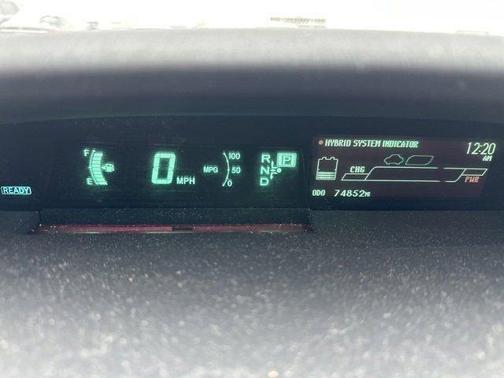 HYBRID SYSTEM INDICATOR
12:20
AM
F
E
0 MPH
MPG
100
50
0
R
N
D
P
B
CHG
PWR
ODO 74852MI
READY